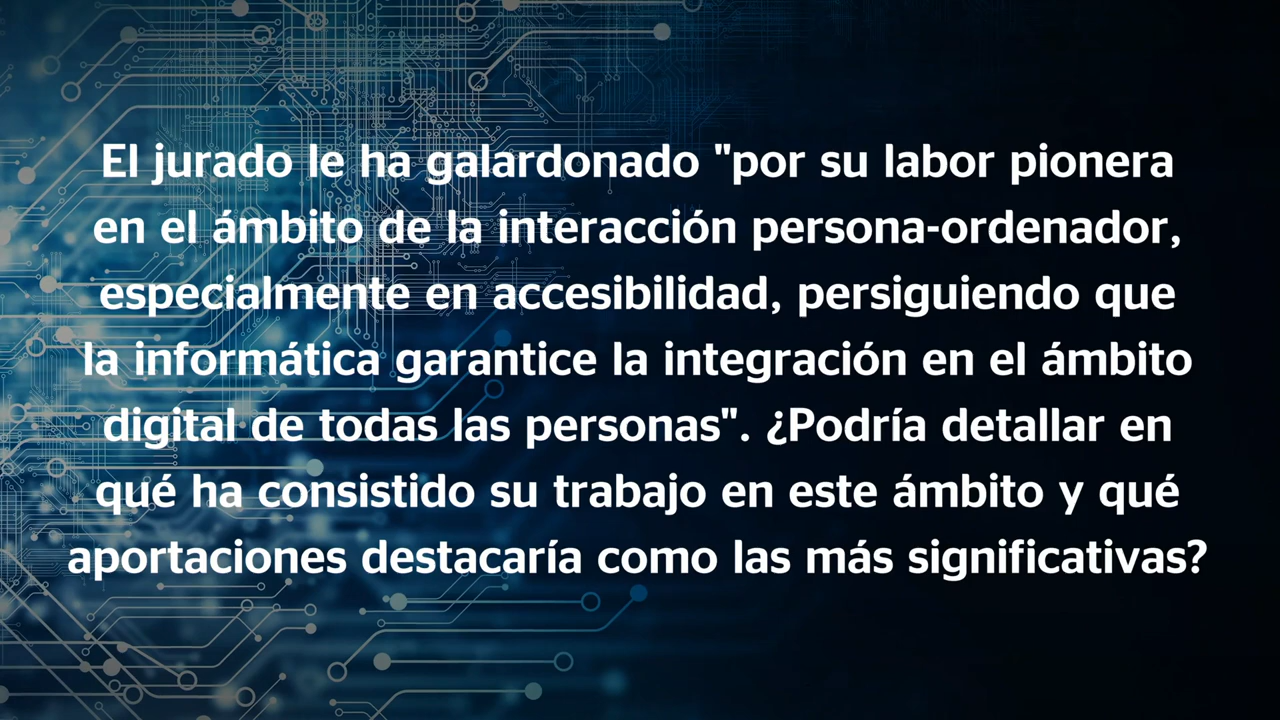 El jurado le ha galardonado "por su labor pionera
en el ámbito de la interacción persona-ordenador,
especialmente en accesibilidad, persiguiendo que
la informática garantice la integración en el ámbito
digital de todas las personas". ¿Podría detallar en
qué ha consistido su trabajo en este ámbito y qué
aportaciones destacaría como las más significativas?